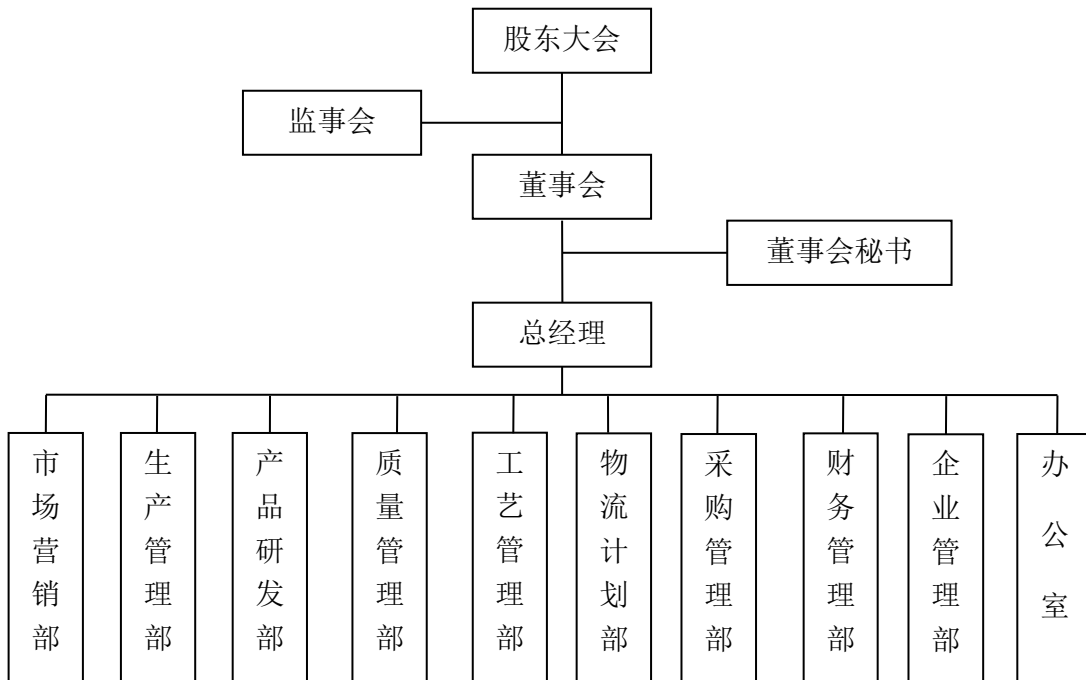 股东大会
监事会
董事会
董事会秘书
总经理
市场营销部
生产管理部
产品研发部
质量管理部
工艺管理部
物流计划部
采购管理部
财务管理部
企业管理部
办公室